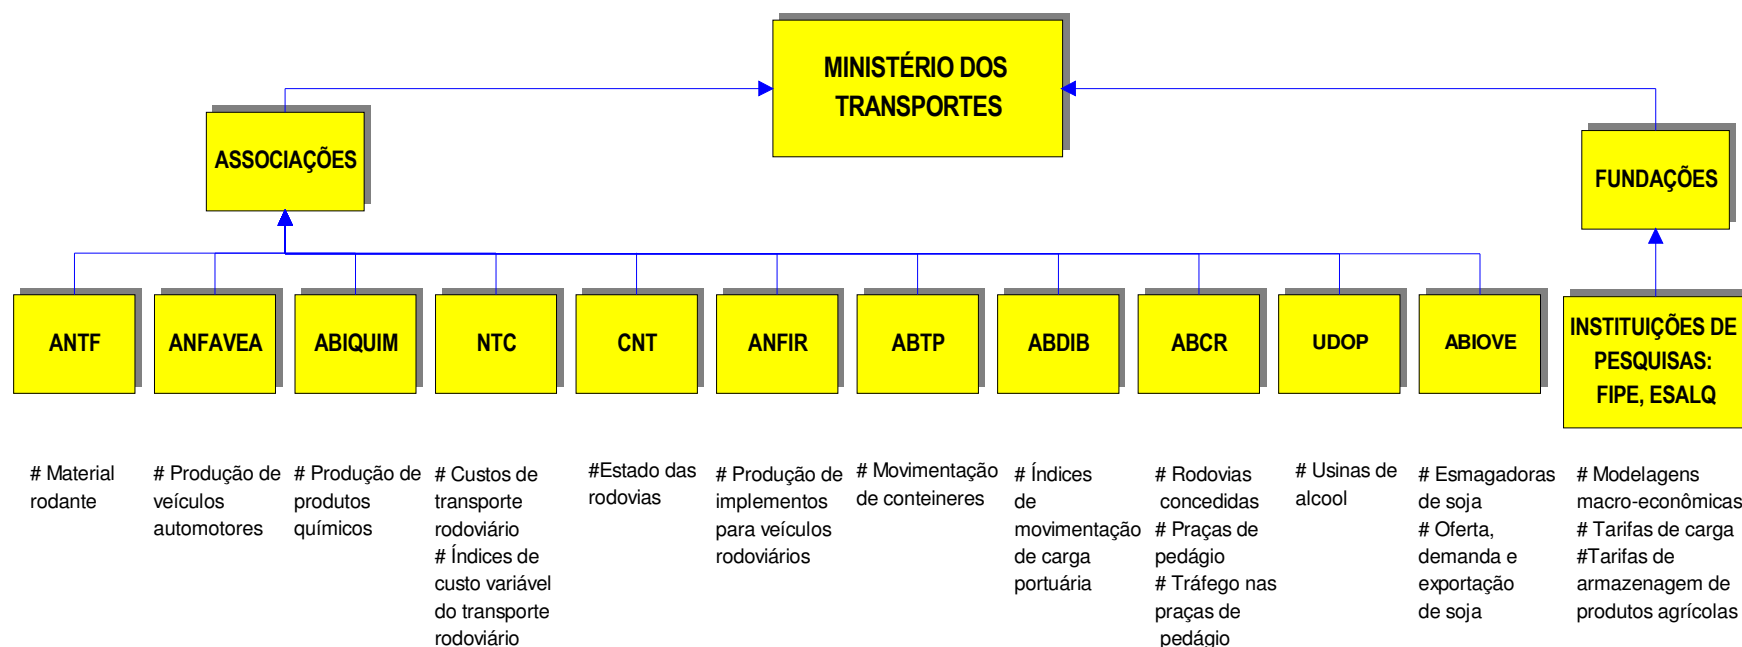 MINISTÉRIO DOS
TRANSPORTES
ASSOCIAÇÕES
FUNDAÇÕES
ANTF
ANFAVEA
ABIQUIM
NTC
CNT
ANFIR
ABTP
ABDIB
ABCR
UDOP
ABIOVE
INSTITUIÇÕES DE
PESQUISAS:
FIPE, ESALQ
# Material
rodante
# Produção de
veículos
automotores
# Produção de
produtos
químicos
# Custos de
transporte
rodoviário
# Índices de
custo variável
do transporte
rodoviário
#Estado das
rodovias
# Produção de
implementos
para veículos
rodoviários
# Movimentação
de conteineres
# Índices
de
movimentação
de carga
portuária
# Rodovias
concedidas
# Praças de
pedágio
# Tráfego nas
praças de
pedágio
# Usinas de
alcool
# Esmagadoras
de soja
# Oferta,
demanda e
exportação
de soja
# Modelagens
macro-econômicas
# Tarifas de carga
#Tarifas de
armazenagem de
produtos agrícolas